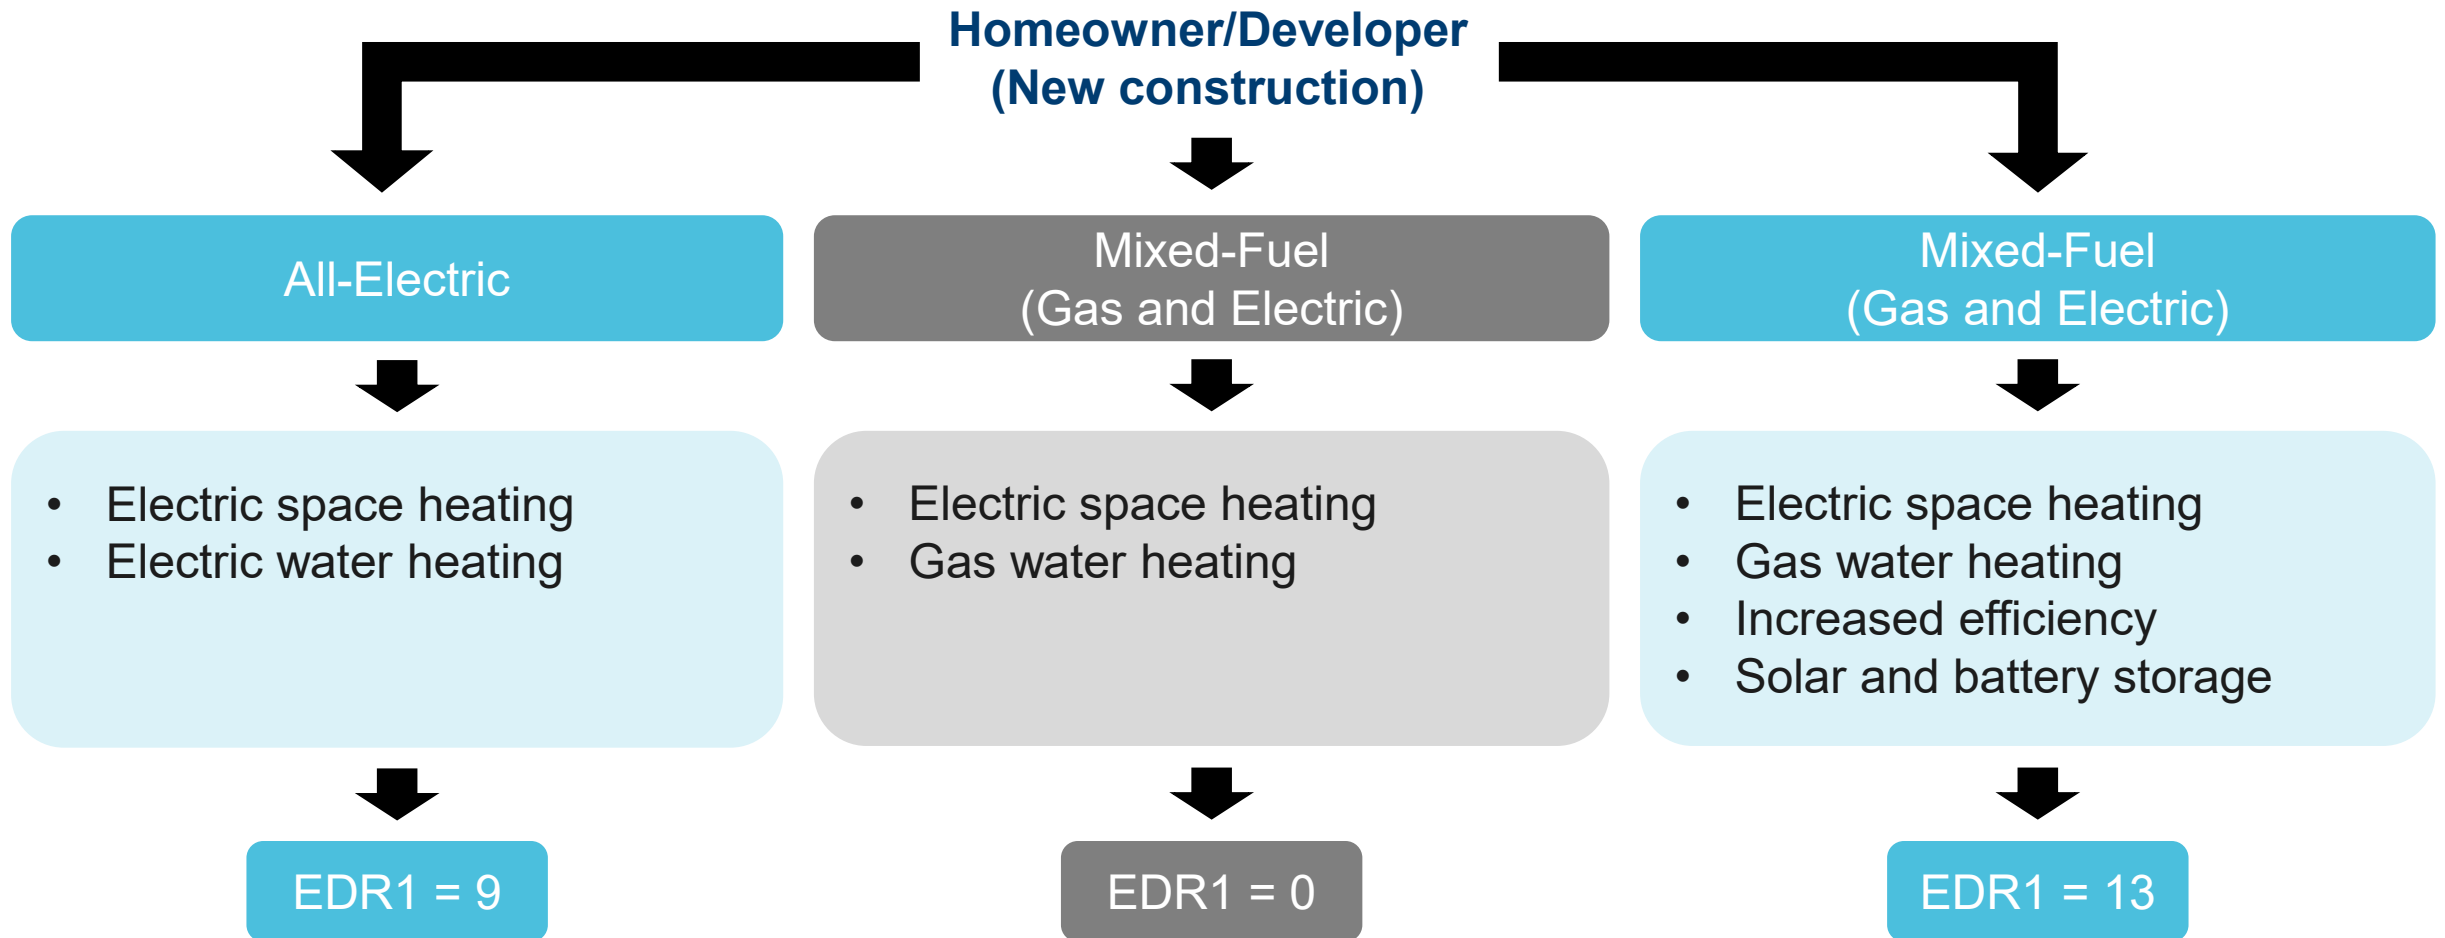 Homeowner/Developer
(New construction)
All-Electric
• Electric space heating
• Electric water heating
EDR1 = 9
Mixed-Fuel
(Gas and Electric)
• Electric space heating
• Gas water heating
EDR1 = 0
Mixed-Fuel
(Gas and Electric)
• Electric space heating
• Gas water heating
• Increased efficiency
• Solar and battery storage
EDR1 = 13